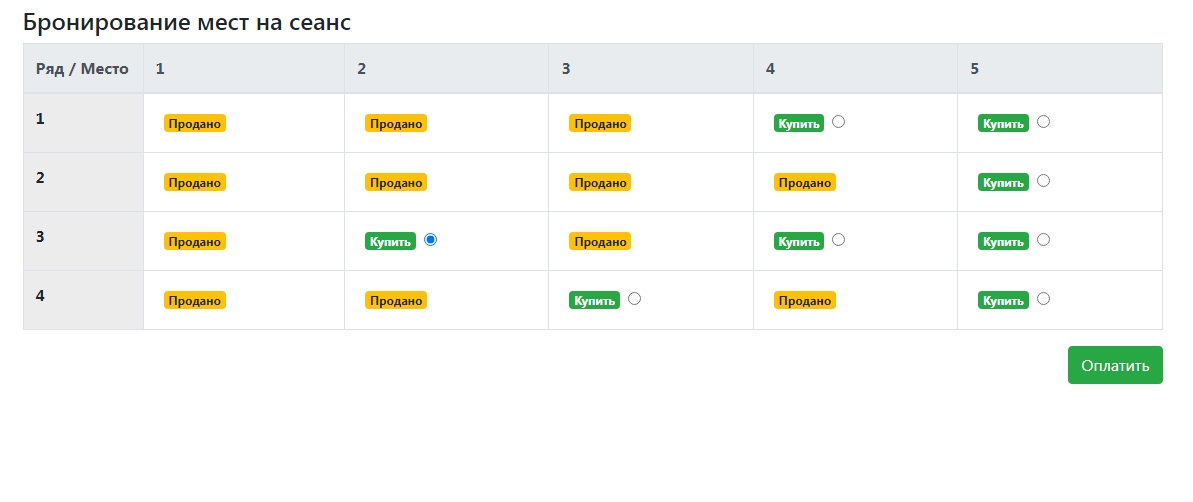 Бронирование мест на сеанс
Ряд / Место 1 2 3 4 5
1 Продано Продано Продано Купить Купить
2 Продано Продано Продано Продано Купить
3 Продано Купить Продано Купить Купить
4 Продано Продано Купить Продано Купить
Оплатить